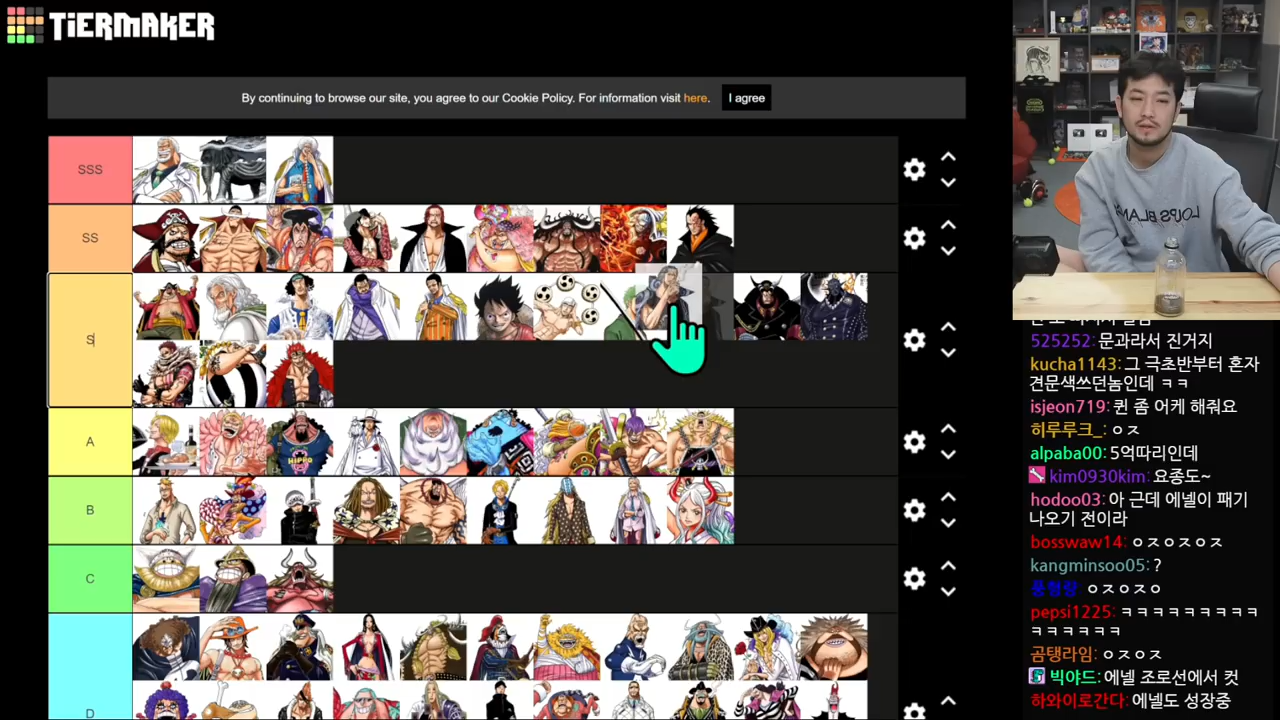 TIERMAKER
By continuing to browse our site, you agree to our Cookie Policy. For information visit here. I agree
SSS
SS
S
A
B
C
D
HIPPO
525252: 문과라서 진거지
kucha1143: 그 극초반부터 혼자
견문색쓰던놈인데 ㅋㅋ
isjeon719: 퀸 좀 어케 해줘요
히루루크_: ㅇㅈ
alpaba00: 5억따리인데
kim0930kim: 요종도~
hodoo03: 아 근데 에넬이 패기
나오기 전이라
bosswaw14: ㅇㅈㅇㅈㅇㅈ
kangminsoo05: ?
ㅇㅈㅇㅈㅇ
pepsi1225: ㅋㅋㅋㅋㅋㅋㅋㅋㅋ
ㅋㅋㅋㅋㅋㅋ
곰탱라임: ㅇㅈㅇㅈ
빅야드: 에넬 조로선에서 컷
하와이로간다: 에넬도 성장중